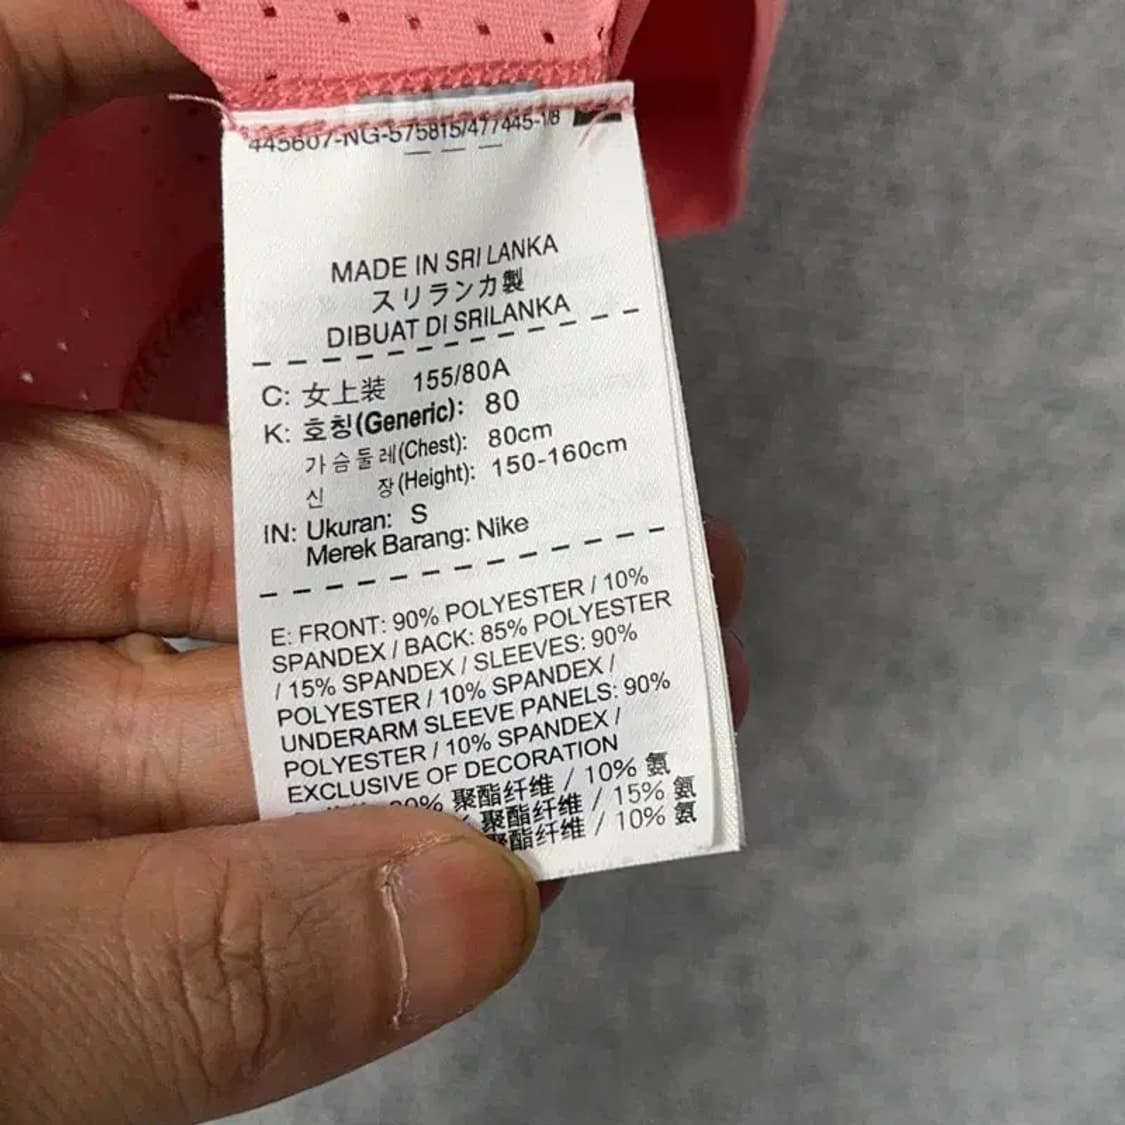 445607-NG-575815/477445-1/8
MADE IN SRI LANKA
スリランカ製
DIBUAT DI SRILANKA
C: 女上装 155/80A
K: 호칭(Generic): 80
가슴둘레(Chest): 80cm
신 장(Height): 150-160cm
IN: Ukuran: S
Merek Barang: Nike
E: FRONT: 90% POLYESTER / 10%
SPANDEX / BACK: 85% POLYESTER
/ 15% SPANDEX / SLEEVES: 90%
POLYESTER / 10% SPANDEX /
UNDERARM SLEEVE PANELS: 90%
POLYESTER / 10% SPANDEX /
EXCLUSIVE OF DECORATION
聚酯纤维 / 10% 氨
聚酯纤维 / 15% 氨
聚酯纤维 / 10% 氨